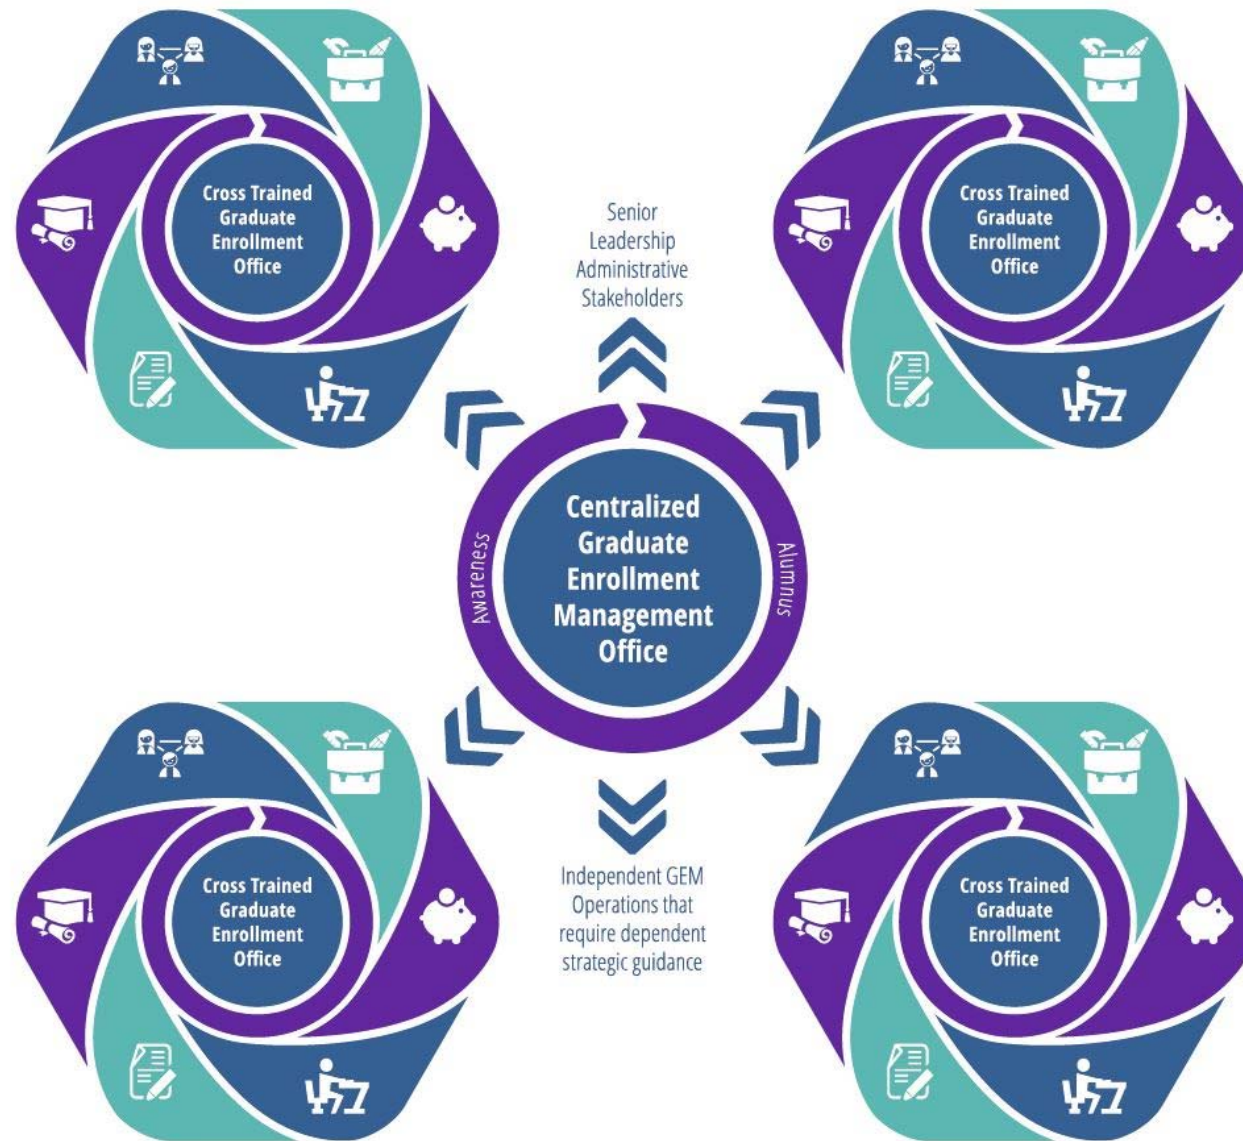 Cross Trained
Graduate
Enrollment
Office
Cross Trained
Graduate
Enrollment
Office
Senior
Leadership
Administrative
Stakeholders
Awareness
Centralized
Graduate
Enrollment
Management
Office
Alumnus
Cross Trained
Graduate
Enrollment
Office
Independent GEM
Operations that
require dependent
strategic guidance
Cross Trained
Graduate
Enrollment
Office